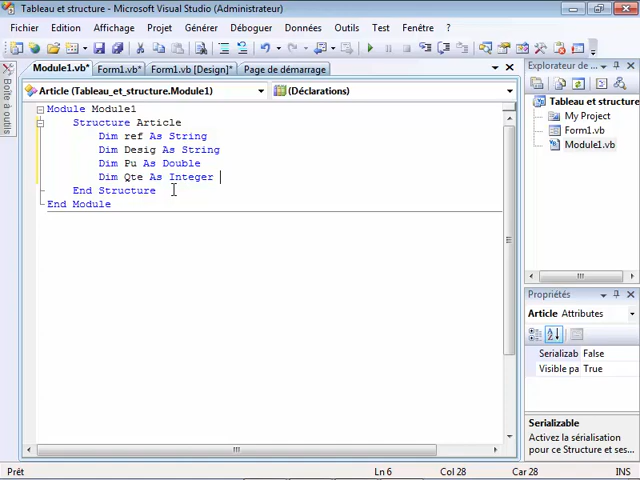 Tableau et structure - Microsoft Visual Studio (Administrateur)
Fichier Edition Affichage Projet Générer Déboguer Données Outils Test Fenêtre ?
Boîte à outils
Module1.vb* Form1.vb* Form1.vb [Design]* Page de démarrage
Article (Tableau_et_structure.Module1) (Déclarations)
Module Module1
Structure Article
Dim ref As String
Dim Desig As String
Dim Pu As Double
Dim Qte As Integer
End Structure
End Module
Explorateur de
Tableau et structure
My Project
Form1.vb
Module1.vb
Propriétés
Article Attributes
Serializab False
Visible pa True
Serializable
Activez la sérialisation
pour Ce structure et ses...
Prêt Ln 6 Col 28 Car 28 INS